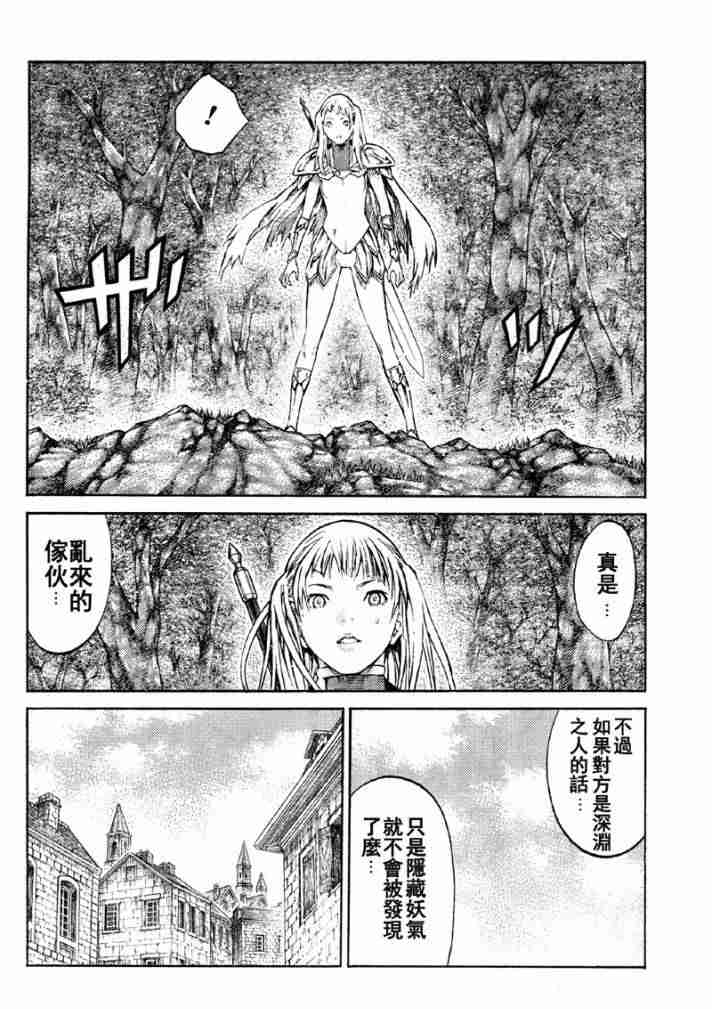 ！
ザ
ッ
真是…
亂來的
傢伙…
不過
如果對方是深淵
之人的話…
只是隱藏妖氣
就不會被發現
了麼…